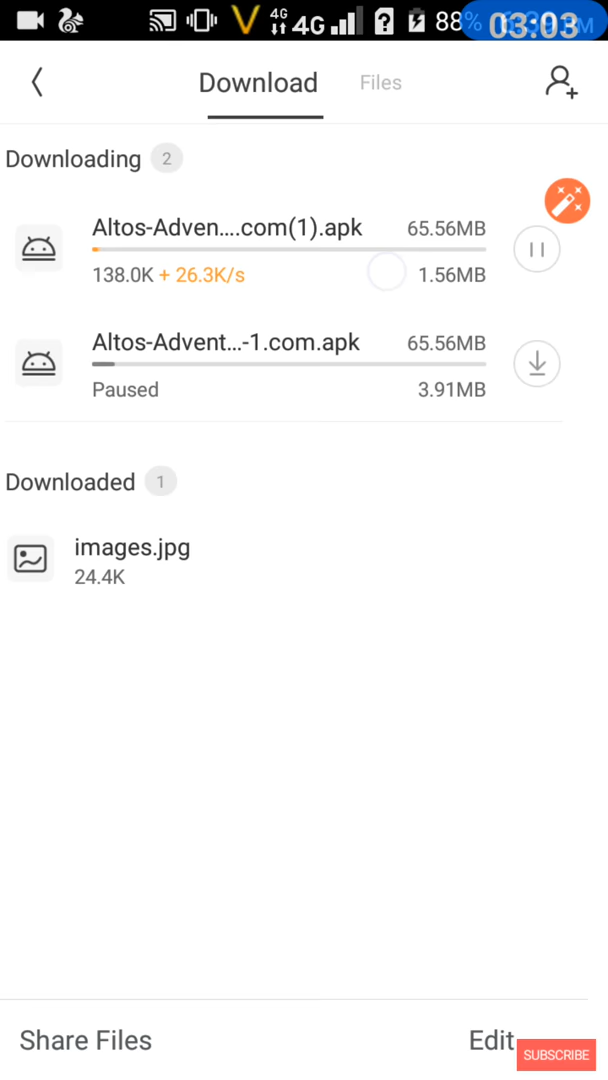 4G
4G
88%
03:03
Download
Files
Downloading 2
Altos-Adven....com(1).apk 65.56MB
138.0K + 26.3K/s 1.56MB
Altos-Advent...-1.com.apk 65.56MB
Paused 3.91MB
Downloaded 1
images.jpg
24.4K
Share Files
Edit
SUBSCRIBE